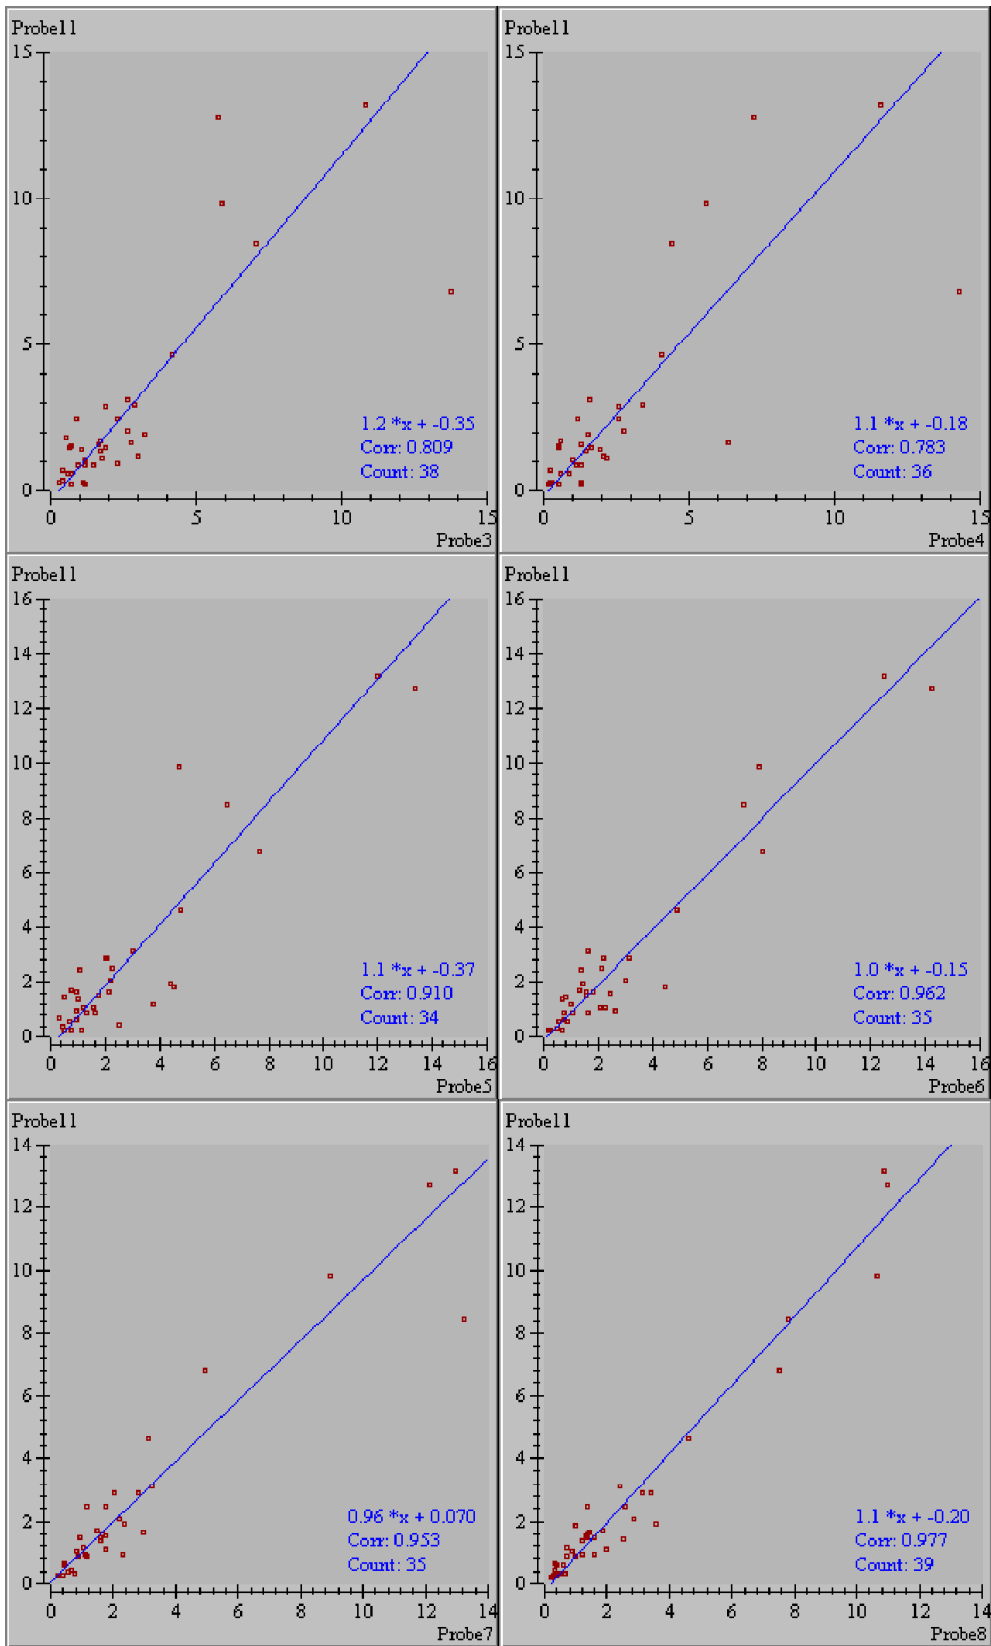 Probe11 Probe11
15 15
10 10
5 5
1.2 *x + -0.35 1.1 *x + -0.18
Corr: 0.809 Corr: 0.783
Count: 38 Count: 36
0 0
0 5 10 15 0 5 10 15
Probe3 Probe4
Probe11 Probe11
16 16
14 14
12 12
10 10
8 8
6 6
4 4
1.1 *x + -0.37 1.0 *x + -0.15
2 Corr: 0.910 2 Corr: 0.962
Count: 34 Count: 35
0 0
0 2 4 6 8 10 12 14 16 0 2 4 6 8 10 12 14 16
Probe5 Probe6
Probe11 Probe11
14 14
12 12
10 10
8 8
6 6
4 4
0.96 *x + 0.070 1.1 *x + -0.20
2 Corr: 0.953 2 Corr: 0.977
Count: 35 Count: 39
0 0
0 2 4 6 8 10 12 14 0 2 4 6 8 10 12 14
Probe7 Probe8